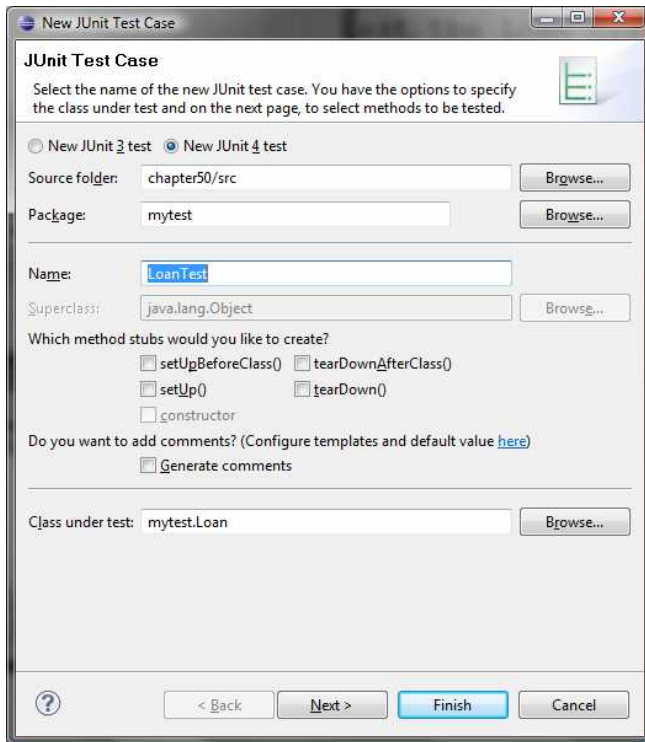 New JUnit Test Case
JUnit Test Case
Select the name of the new JUnit test case. You have the options to specify
the class under test and on the next page, to select methods to be tested.
New JUnit 3 test New JUnit 4 test
Source folder: chapter50/src Browse...
Package: mytest Browse...
Name: LoanTest
Superclass: java.lang.Object Browse...
Which method stubs would you like to create?
setUpBeforeClass() tearDownAfterClass()
setUp() tearDown()
constructor
Do you want to add comments? (Configure templates and default value here)
Generate comments
Class under test: mytest.Loan Browse...
? < Back Next > Finish Cancel